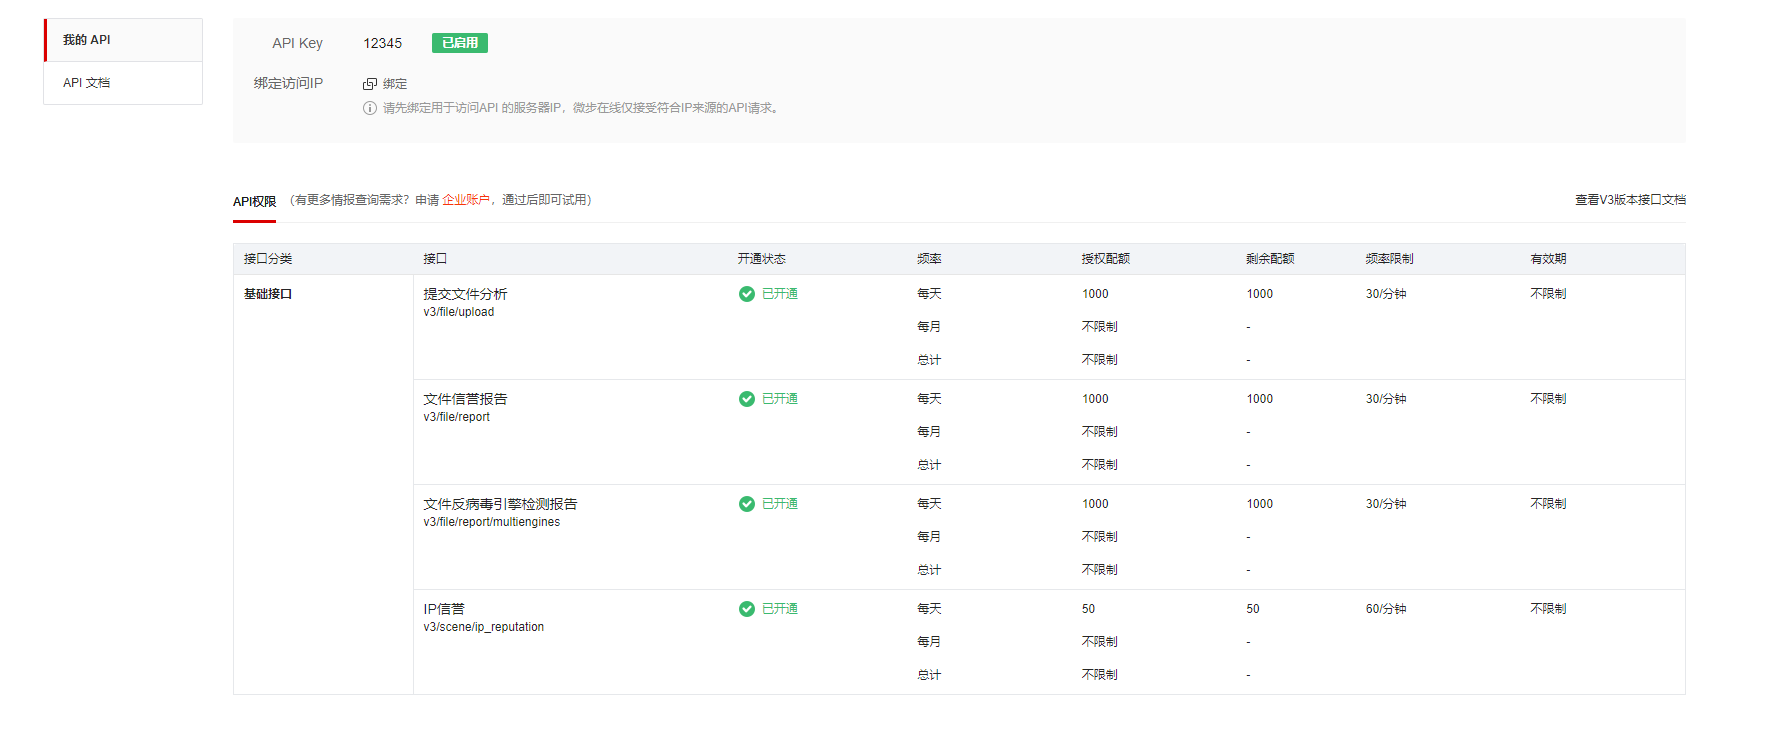 我的 API
API 文档
API Key 12345 已启用
绑定访问IP 绑定
请先绑定用于访问API 的服务器IP，微步在线仅接受符合IP来源的API请求。
API权限 （有更多情报查询需求？申请 企业账户，通过后即可试用） 查看V3版本接口文档
接口分类 接口 开通状态 频率 授权配额 剩余配额 频率限制 有效期
基础接口 提交文件分析 已开通 每天 1000 1000 30/分钟 不限制
v3/file/upload
每月 不限制 -
总计 不限制 -
文件信誉报告 已开通 每天 1000 1000 30/分钟 不限制
v3/file/report
每月 不限制 -
总计 不限制 -
文件反病毒引擎检测报告 已开通 每天 1000 1000 30/分钟 不限制
v3/file/report/multiengines
每月 不限制 -
总计 不限制 -
IP信誉 已开通 每天 50 50 60/分钟 不限制
v3/scene/ip_reputation
每月 不限制 -
总计 不限制 -